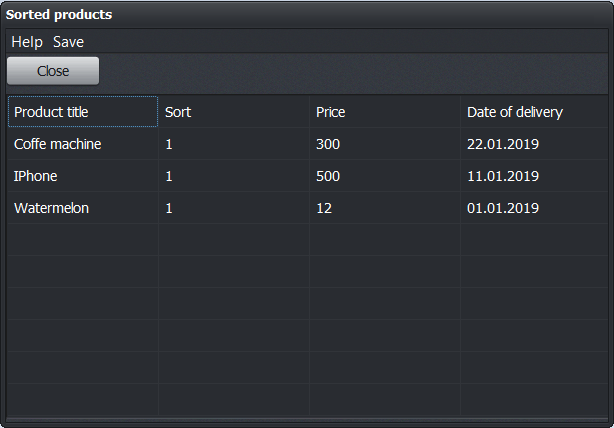 Sorted products
Help Save
Close
Product title Sort Price Date of delivery
Coffe machine 1 300 22.01.2019
IPhone 1 500 11.01.2019
Watermelon 1 12 01.01.2019